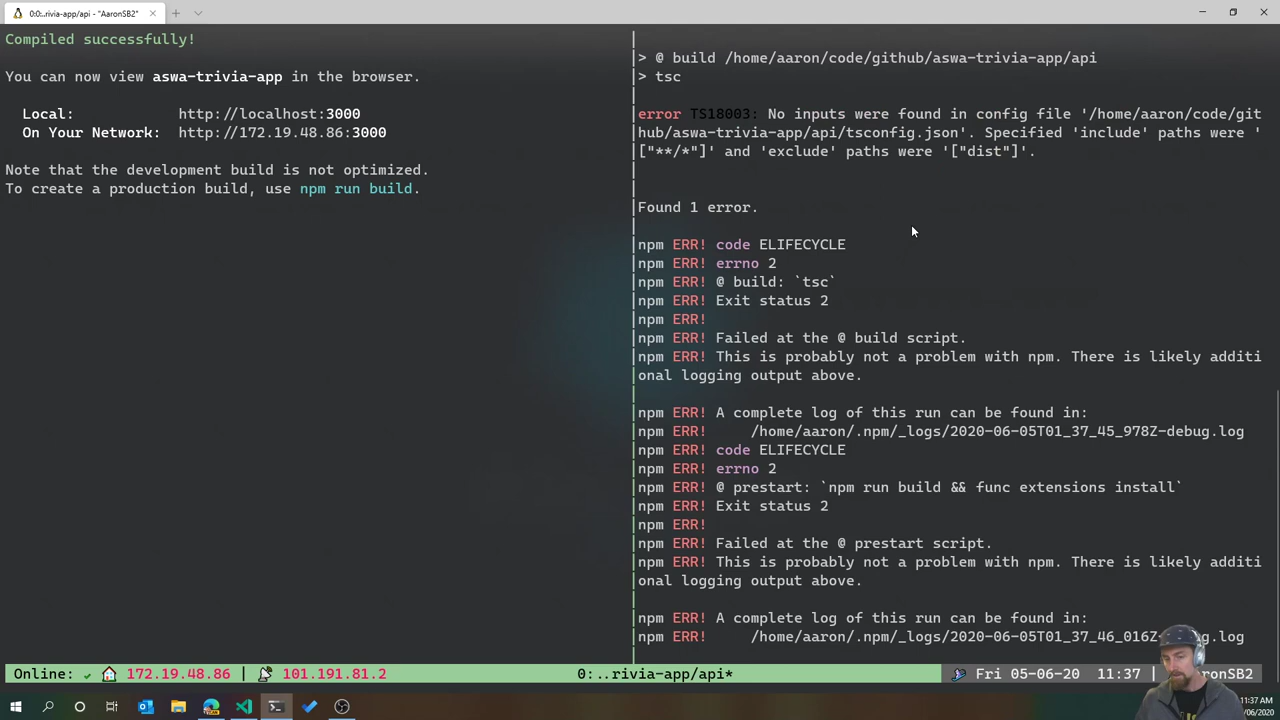 0:0:..rivia-app/api - "AaronSB2"
Compiled successfully!
You can now view aswa-trivia-app in the browser.
Local: http://localhost:3000
On Your Network: http://172.19.48.86:3000
Note that the development build is not optimized.
To create a production build, use npm run build.
> @ build /home/aaron/code/github/aswa-trivia-app/api
> tsc
error TS18003: No inputs were found in config file '/home/aaron/code/git
hub/aswa-trivia-app/api/tsconfig.json'. Specified 'include' paths were '
["**/*"]' and 'exclude' paths were '["dist"]'.
Found 1 error.
npm ERR! code ELIFECYCLE
npm ERR! errno 2
npm ERR! @ build: `tsc`
npm ERR! Exit status 2
npm ERR!
npm ERR! Failed at the @ build script.
npm ERR! This is probably not a problem with npm. There is likely additi
onal logging output above.
npm ERR! A complete log of this run can be found in:
npm ERR!     /home/aaron/.npm/_logs/2020-06-05T01_37_45_978Z-debug.log
npm ERR! code ELIFECYCLE
npm ERR! errno 2
npm ERR! @ prestart: `npm run build && func extensions install`
npm ERR! Exit status 2
npm ERR!
npm ERR! Failed at the @ prestart script.
npm ERR! This is probably not a problem with npm. There is likely additi
onal logging output above.
npm ERR! A complete log of this run can be found in:
npm ERR!     /home/aaron/.npm/_logs/2020-06-05T01_37_46_016Z
Online: ✓ 172.19.48.86 | 101.191.81.2 0:..rivia-app/api* Fri 05-06-20 11:37 | ronSB2
11:37 AM
/06/2020